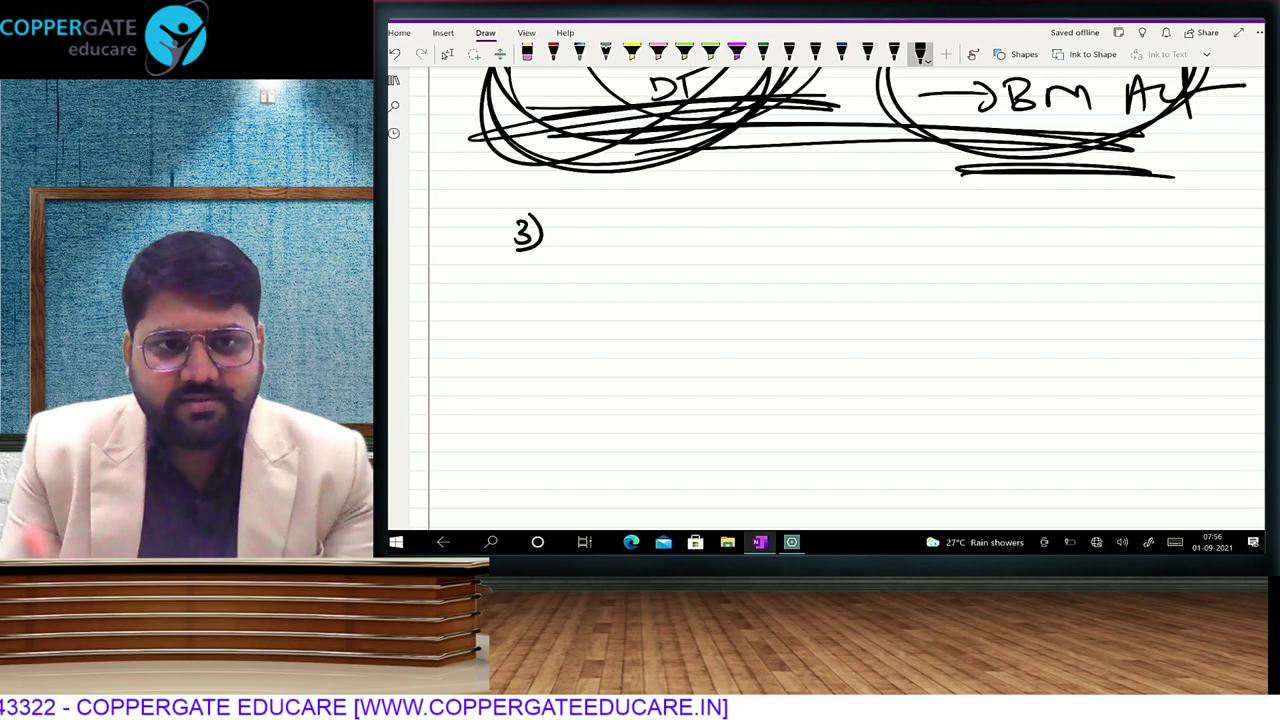 COPPERGATE
educare
Home Insert Draw View Help Saved offline Share
Shapes Ink to Shape Ink to Text
DT → BM Act
3)
27°C Rain showers 07:56
01-09-2021
43322 - COPPERGATE EDUCARE [WWW.COPPERGATEEDUCARE.IN]